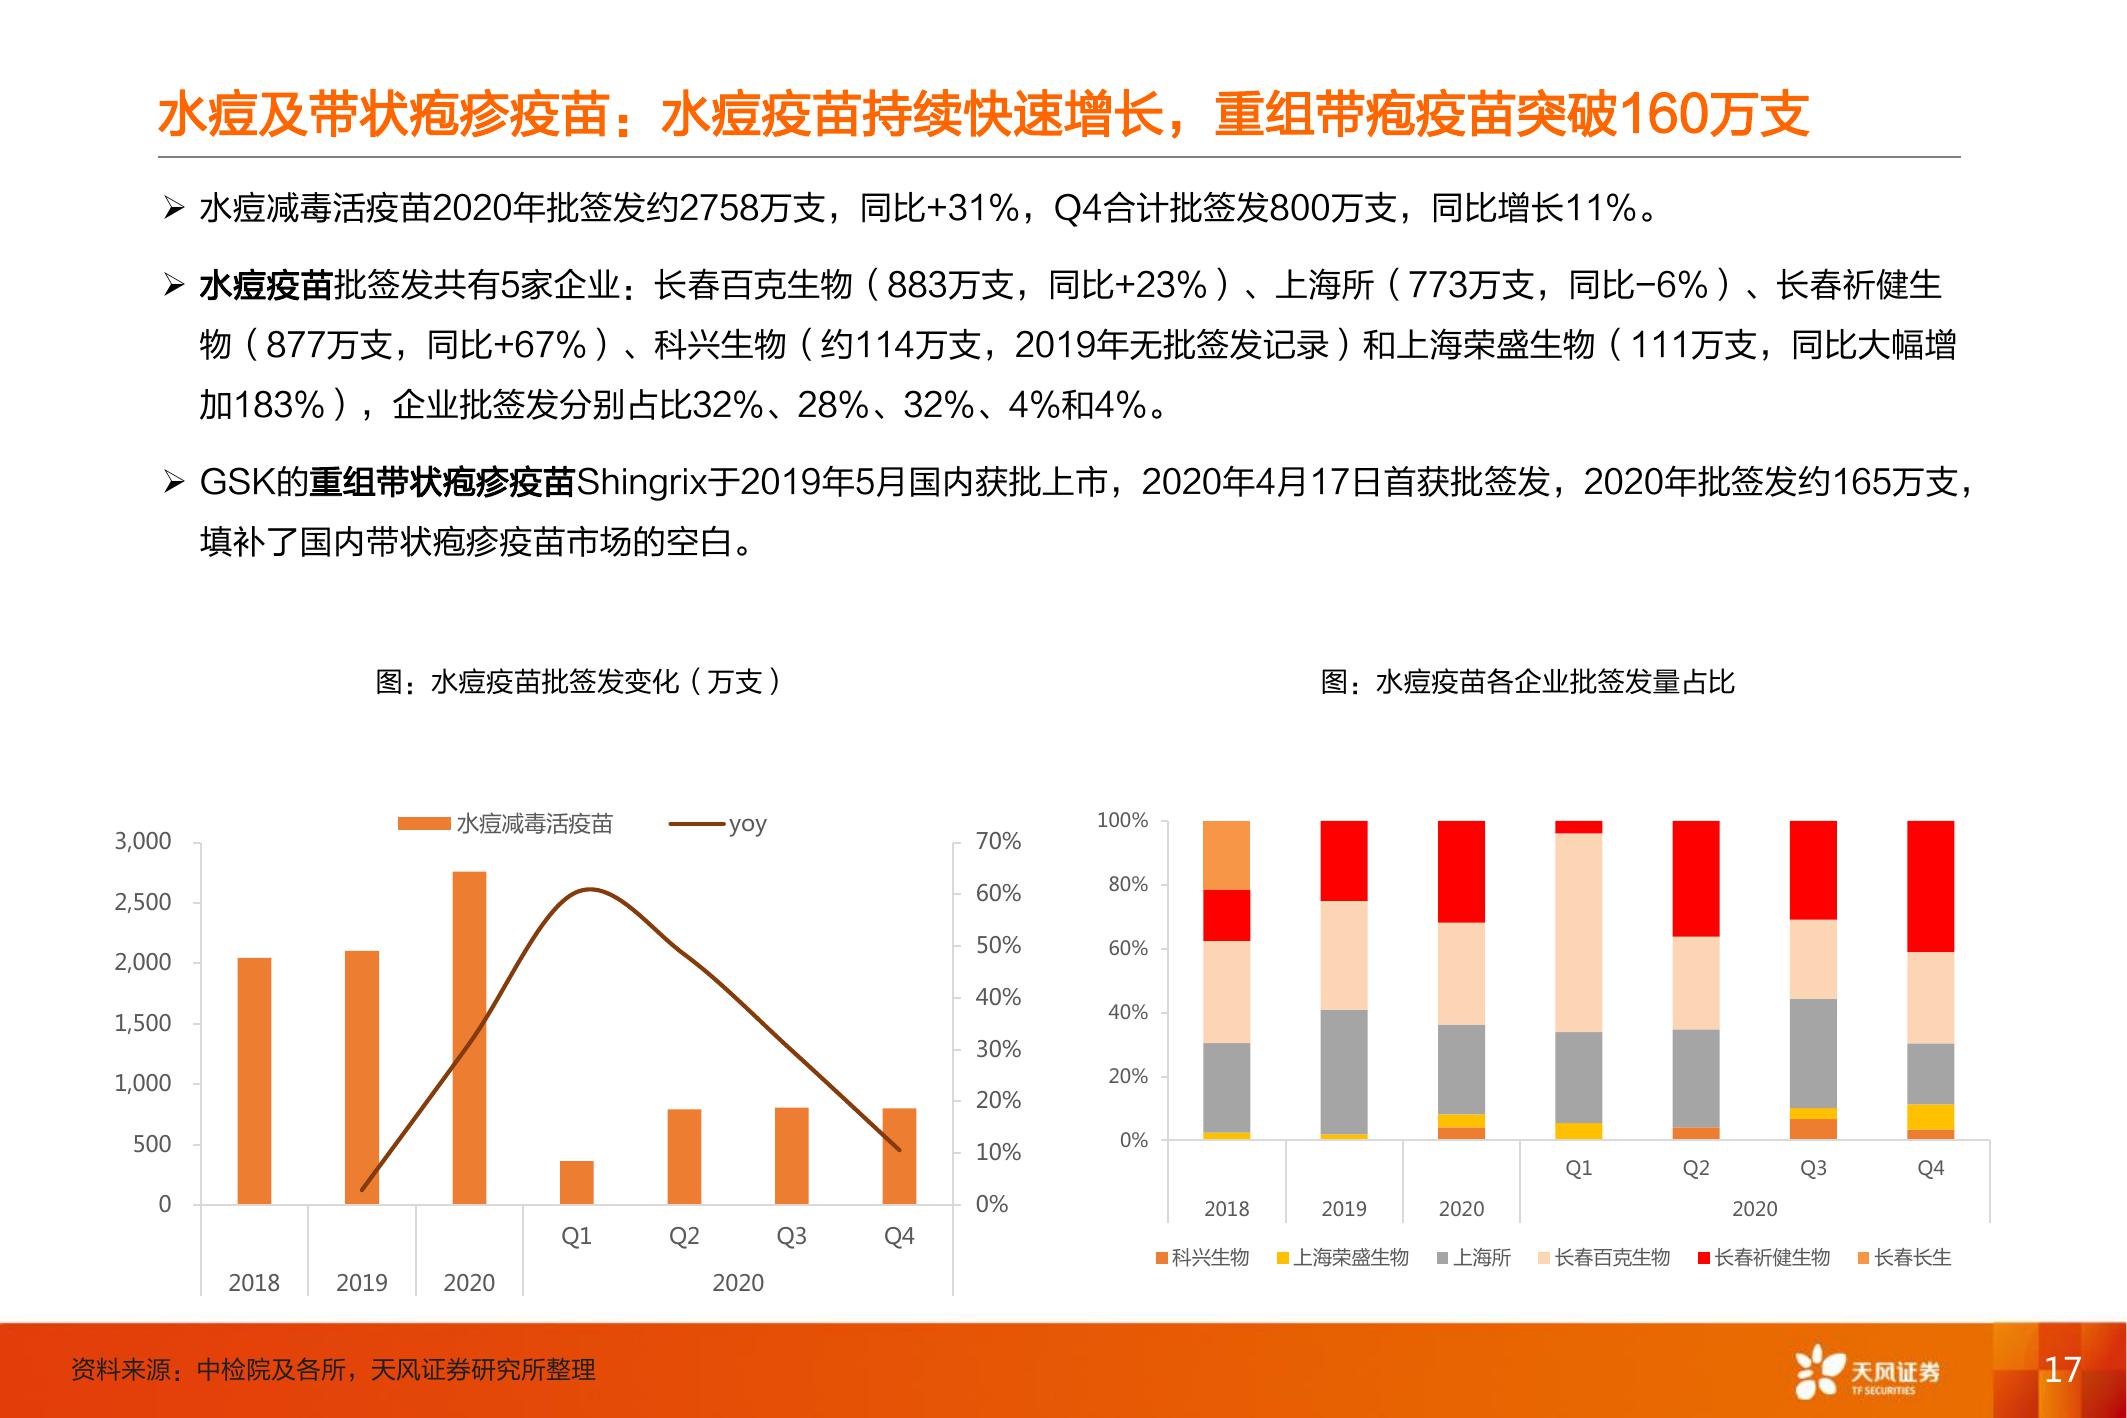 水痘及带状疱疹疫苗：水痘疫苗持续快速增长，重组带疱疫苗突破160万支
➢ 水痘减毒活疫苗2020年批签发约2758万支，同比+31%，Q4合计批签发800万支，同比增长11%。
➢ 水痘疫苗批签发共有5家企业：长春百克生物（883万支，同比+23%）、上海所（773万支，同比-6%）、长春祈健生
物（877万支，同比+67%）、科兴生物（约114万支，2019年无批签发记录）和上海荣盛生物（111万支，同比大幅增
加183%），企业批签发分别占比32%、28%、32%、4%和4%。
➢ GSK的重组带状疱疹疫苗Shingrix于2019年5月国内获批上市，2020年4月17日首获批签发，2020年批签发约165万支，
填补了国内带状疱疹疫苗市场的空白。
图：水痘疫苗批签发变化（万支）
水痘减毒活疫苗 yoy
3,000
2,500
2,000
1,500
1,000
500
0
70%
60%
50%
40%
30%
20%
10%
0%
Q1 Q2 Q3 Q4
2018 2019 2020 2020
图：水痘疫苗各企业批签发量占比
100%
80%
60%
40%
20%
0%
Q1 Q2 Q3 Q4
2018 2019 2020 2020
科兴生物 上海荣盛生物 上海所 长春百克生物 长春祈健生物 长春长生
资料来源：中检院及各所，天风证券研究所整理
天风证券
TF SECURITIES
17